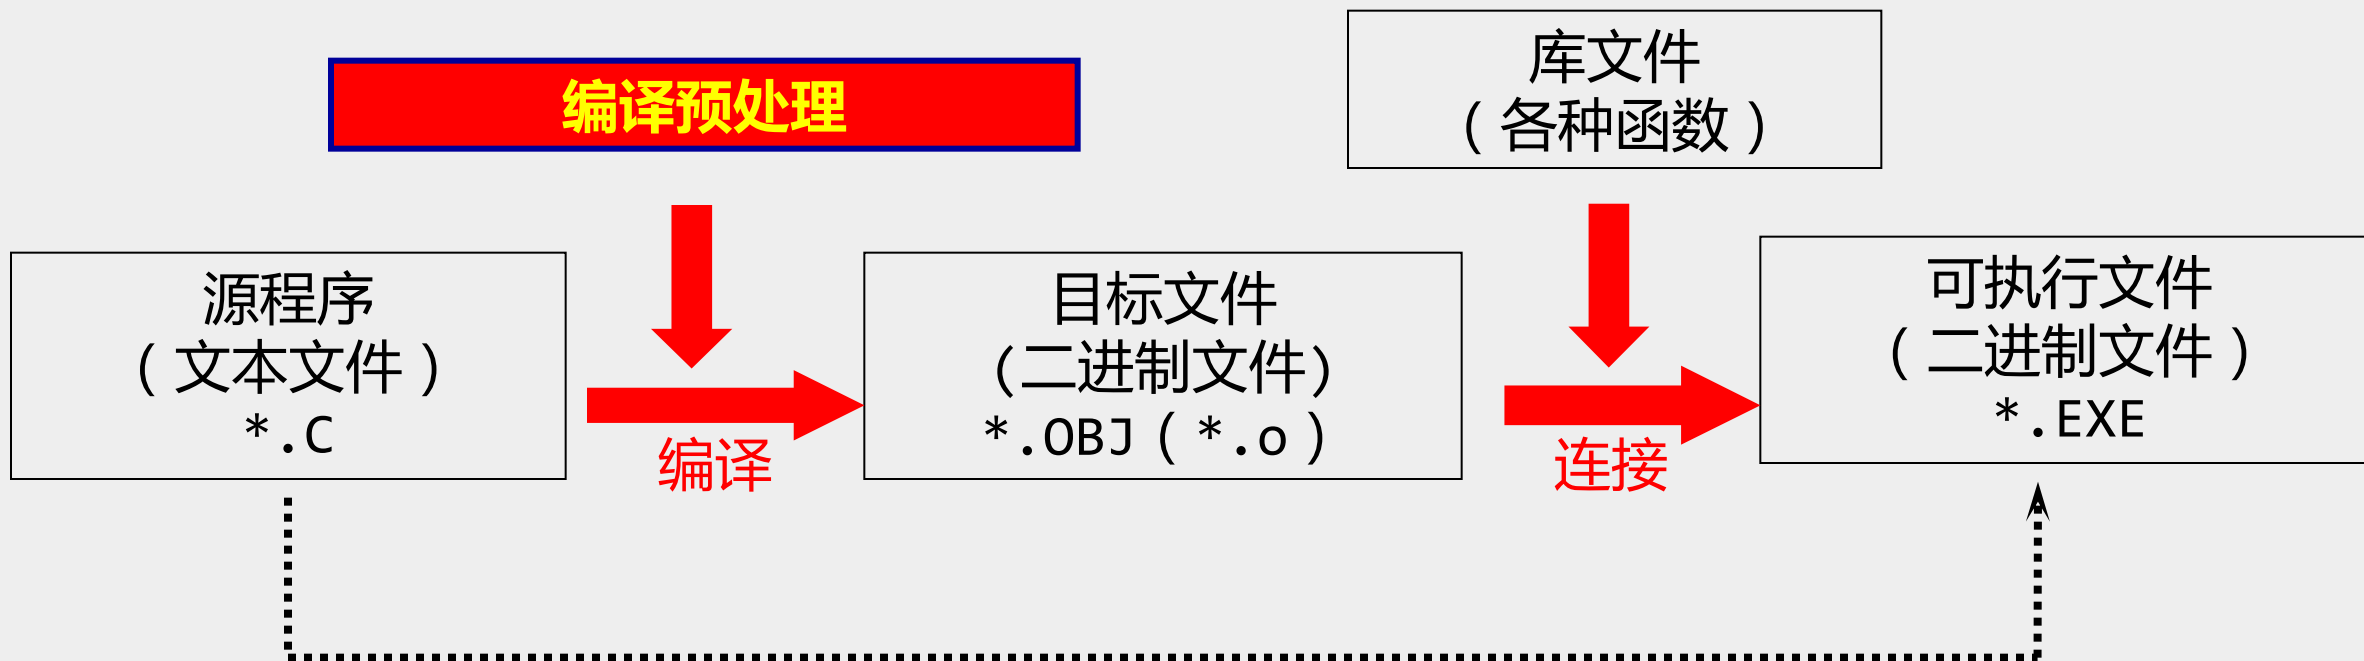 编译预处理
库文件
（各种函数）
源程序
（文本文件）
*.C
编译
目标文件
(二进制文件)
*.OBJ（*.o）
连接
可执行文件
（二进制文件）
*.EXE